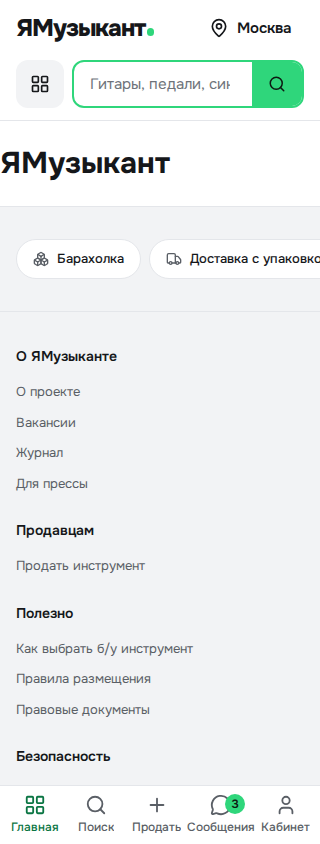 ЯМузыкант.
Москва
Гитары, педали, син
ЯМузыкант
Барахолка
Доставка с упаковко
О ЯМузыканте
О проекте
Вакансии
Журнал
Для прессы
Продавцам
Продать инструмент
Полезно
Как выбрать б/у инструмент
Правила размещения
Правовые документы
Безопасность
3
Главная
Поиск
Продать
Сообщения
Кабинет